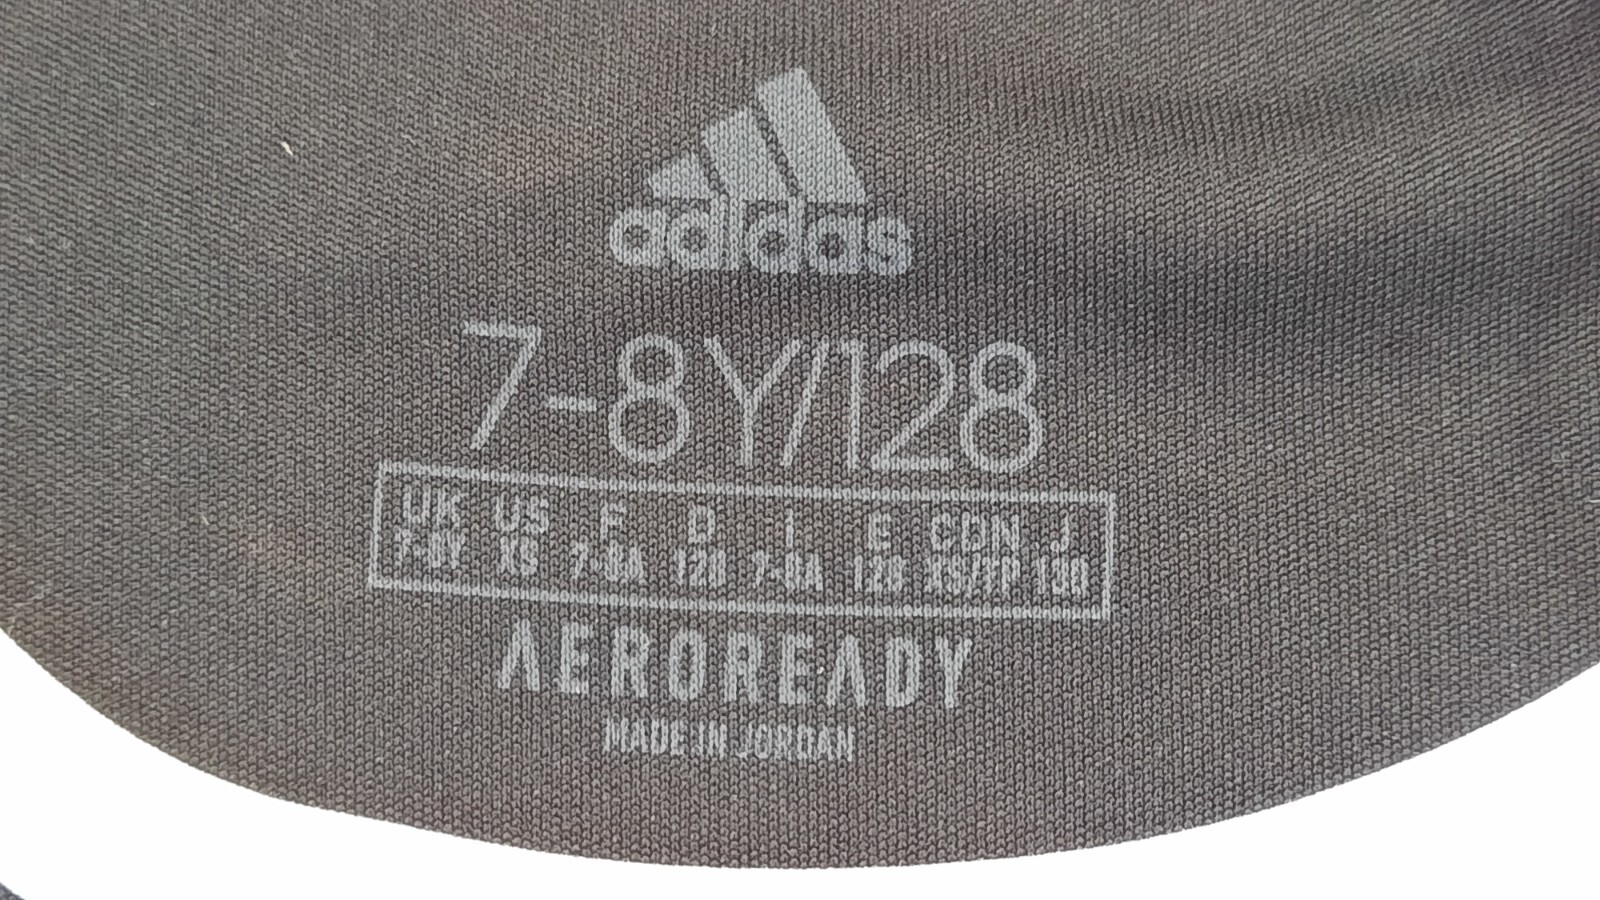 adidas
7-8Y/128
UK US F D I E CDN J
7-8Y XS 7-8A 128 7-8A 128 XS/TP 130
AEROREADY
MADE IN JORDAN